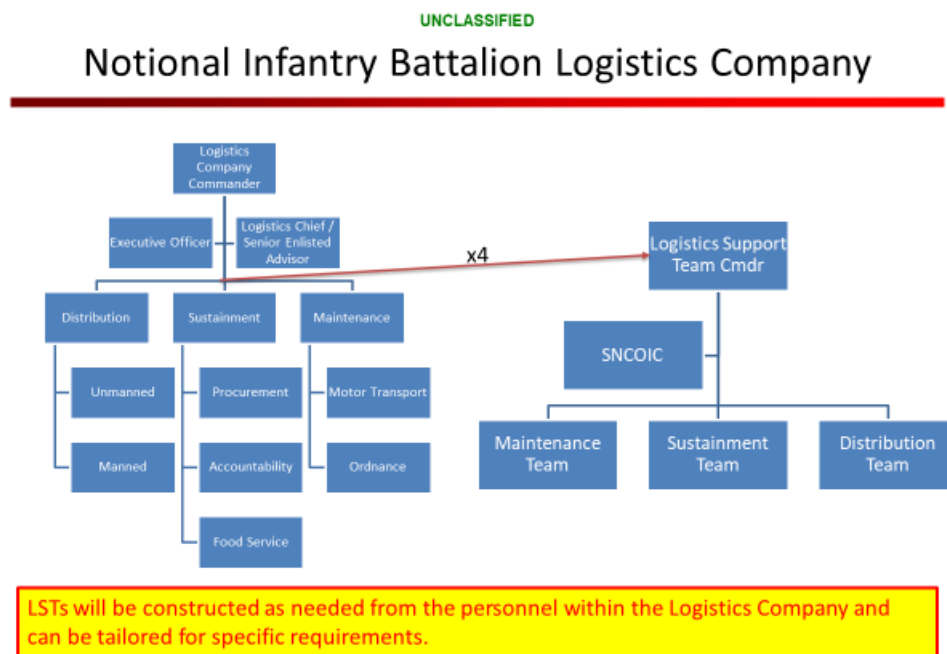 UNCLASSIFIED
Notional Infantry Battalion Logistics Company
Logistics
Company
Commander
Executive Officer
Logistics Chief /
Senior Enlisted
Advisor
x4
Logistics Support
Team Cmdr
Distribution
Sustainment
Maintenance
Unmanned
Procurement
Motor Transport
Manned
Accountability
Ordnance
Food Service
SNCOIC
Maintenance
Team
Sustainment
Team
Distribution
Team
LSTs will be constructed as needed from the personnel within the Logistics Company and
can be tailored for specific requirements.